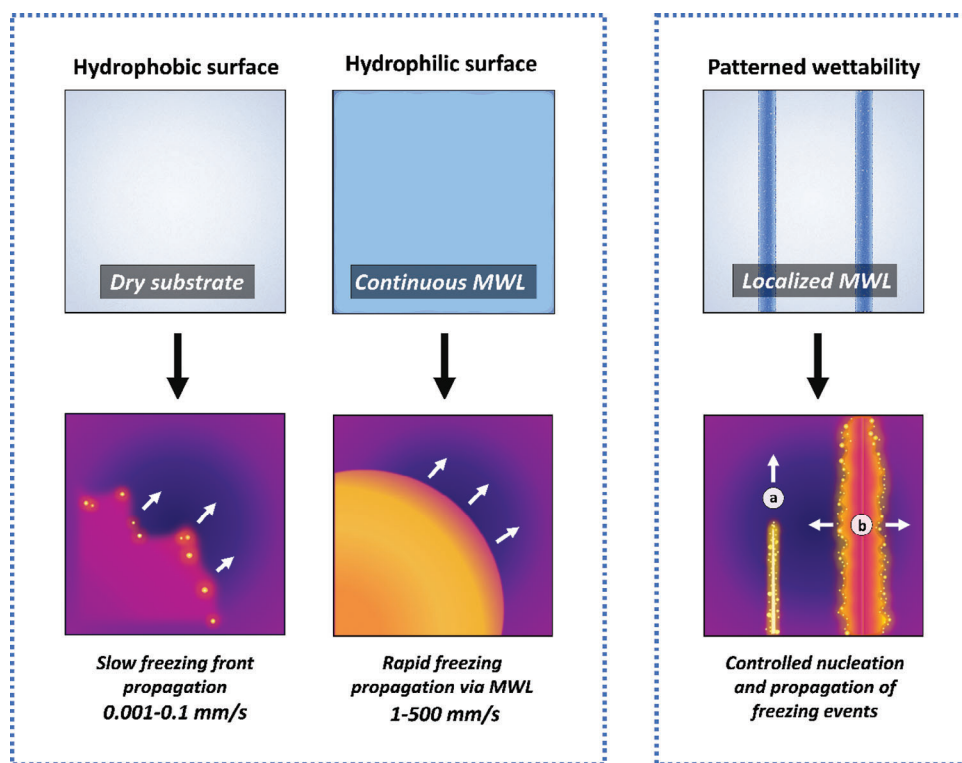 Hydrophobic surface
Dry substrate
Slow freezing front
propagation
0.001-0.1 mm/s
Hydrophilic surface
Continuous MWL
Rapid freezing
propagation via MWL
1-500 mm/s
Patterned wettability
Localized MWL
a
b
Controlled nucleation
and propagation of
freezing events